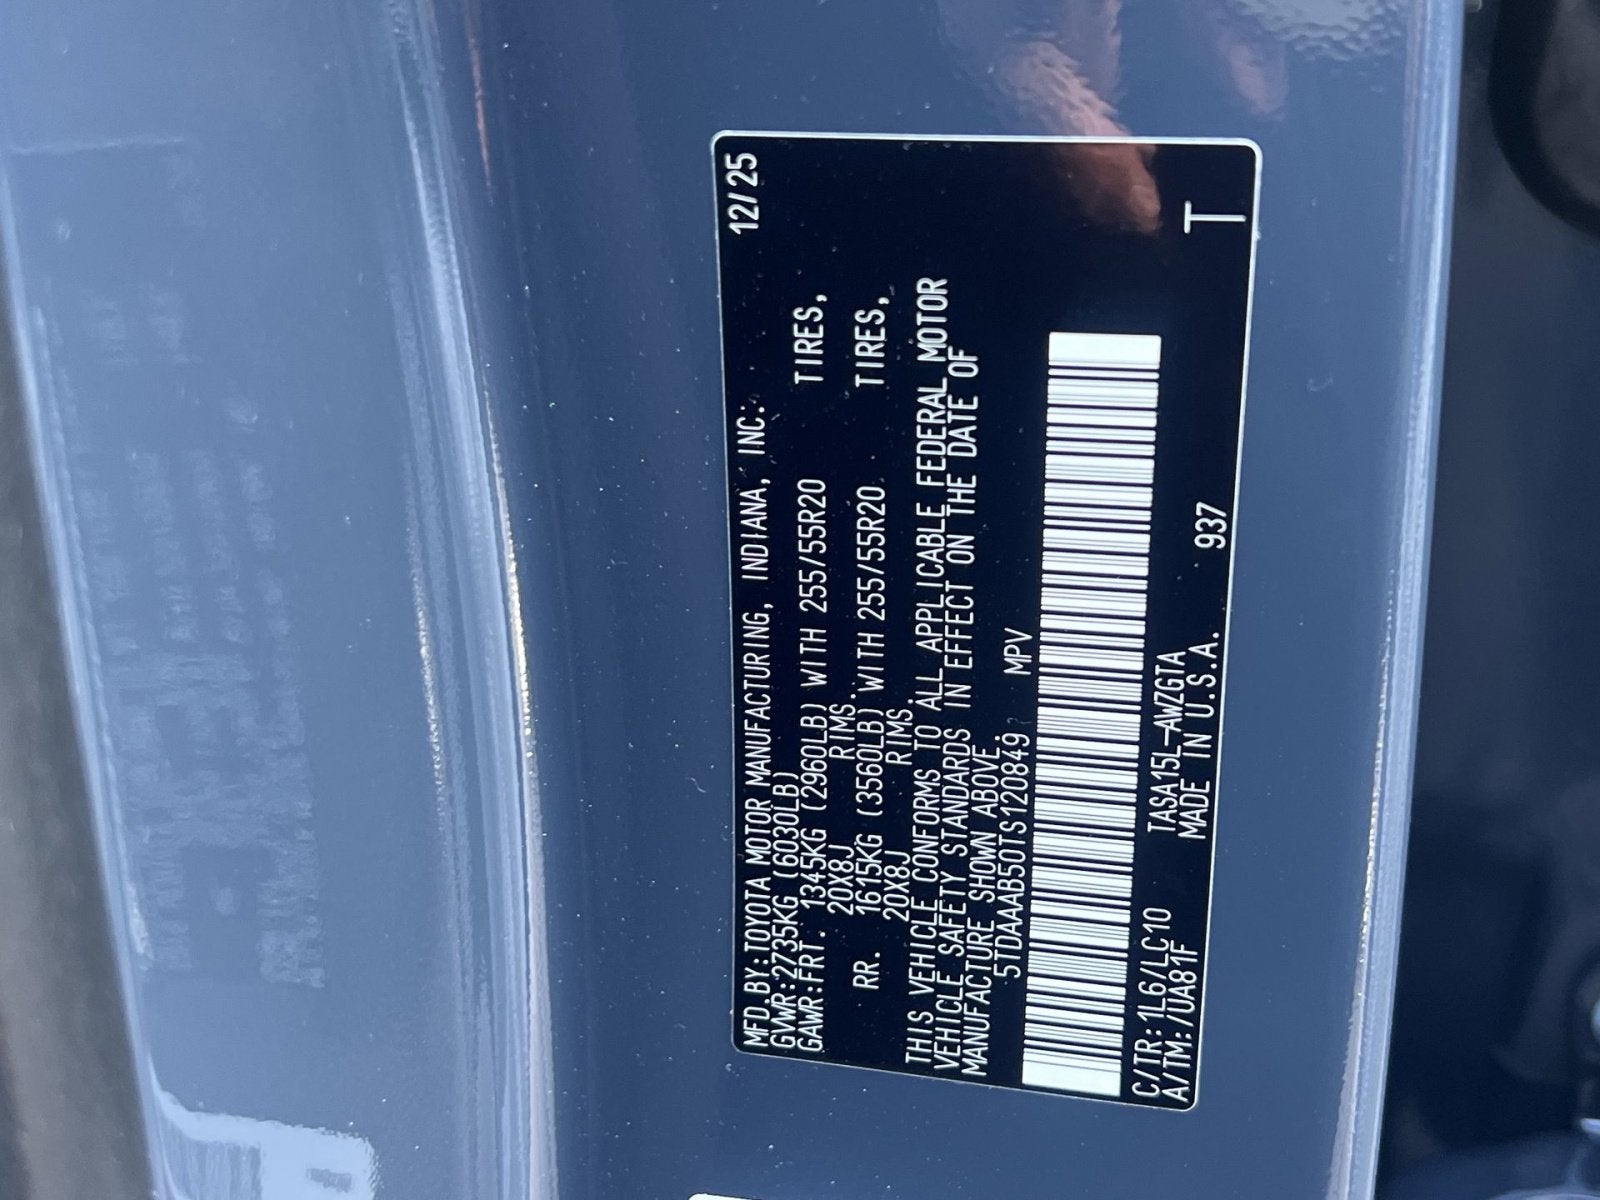 MFD.BY:TOYOTA MOTOR MANUFACTURING, INDIANA, INC. 12/25
GVWR:2735KG (6030LB)
GAWR:FRT. 1345KG (2960LB) WITH 255/55R20 TIRES,
20X8J RIMS.
RR. 1615KG (3560LB) WITH 255/55R20 TIRES,
20X8J RIMS.
THIS VEHICLE CONFORMS TO ALL APPLICABLE FEDERAL MOTOR
VEHICLE SAFETY STANDARDS IN EFFECT ON THE DATE OF
MANUFACTURE SHOWN ABOVE.
5TDAAAB50TS120849 MPV
C/TR:1L6/LC10 TASA15L-AWZGTA
A/TM:/UA81F MADE IN U.S.A. 937 T